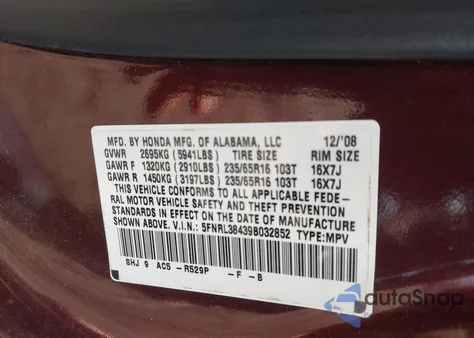 MFD. BY HONDA MFG. OF ALABAMA, LLC 12/'08
GVWR 2695KG (5941LBS) TIRE SIZE RIM SIZE
GAWR F 1320KG (2910LBS) 235/65R16 103T 16X7J
GAWR R 1450KG (3197LBS) 235/65R16 103T 16X7J
THIS VEHICLE CONFORMS TO ALL APPLICABLE FEDE-
RAL MOTOR VEHICLE SAFETY AND THEFT PREVENTION
STANDARDS IN EFFECT ON THE DATE OF MANUFACTURE
SHOWN ABOVE. V.I.N.: 5FNRL38439B032852 TYPE:MPV
SHJ 9 AC5 -R529P -F -B
autaSnap